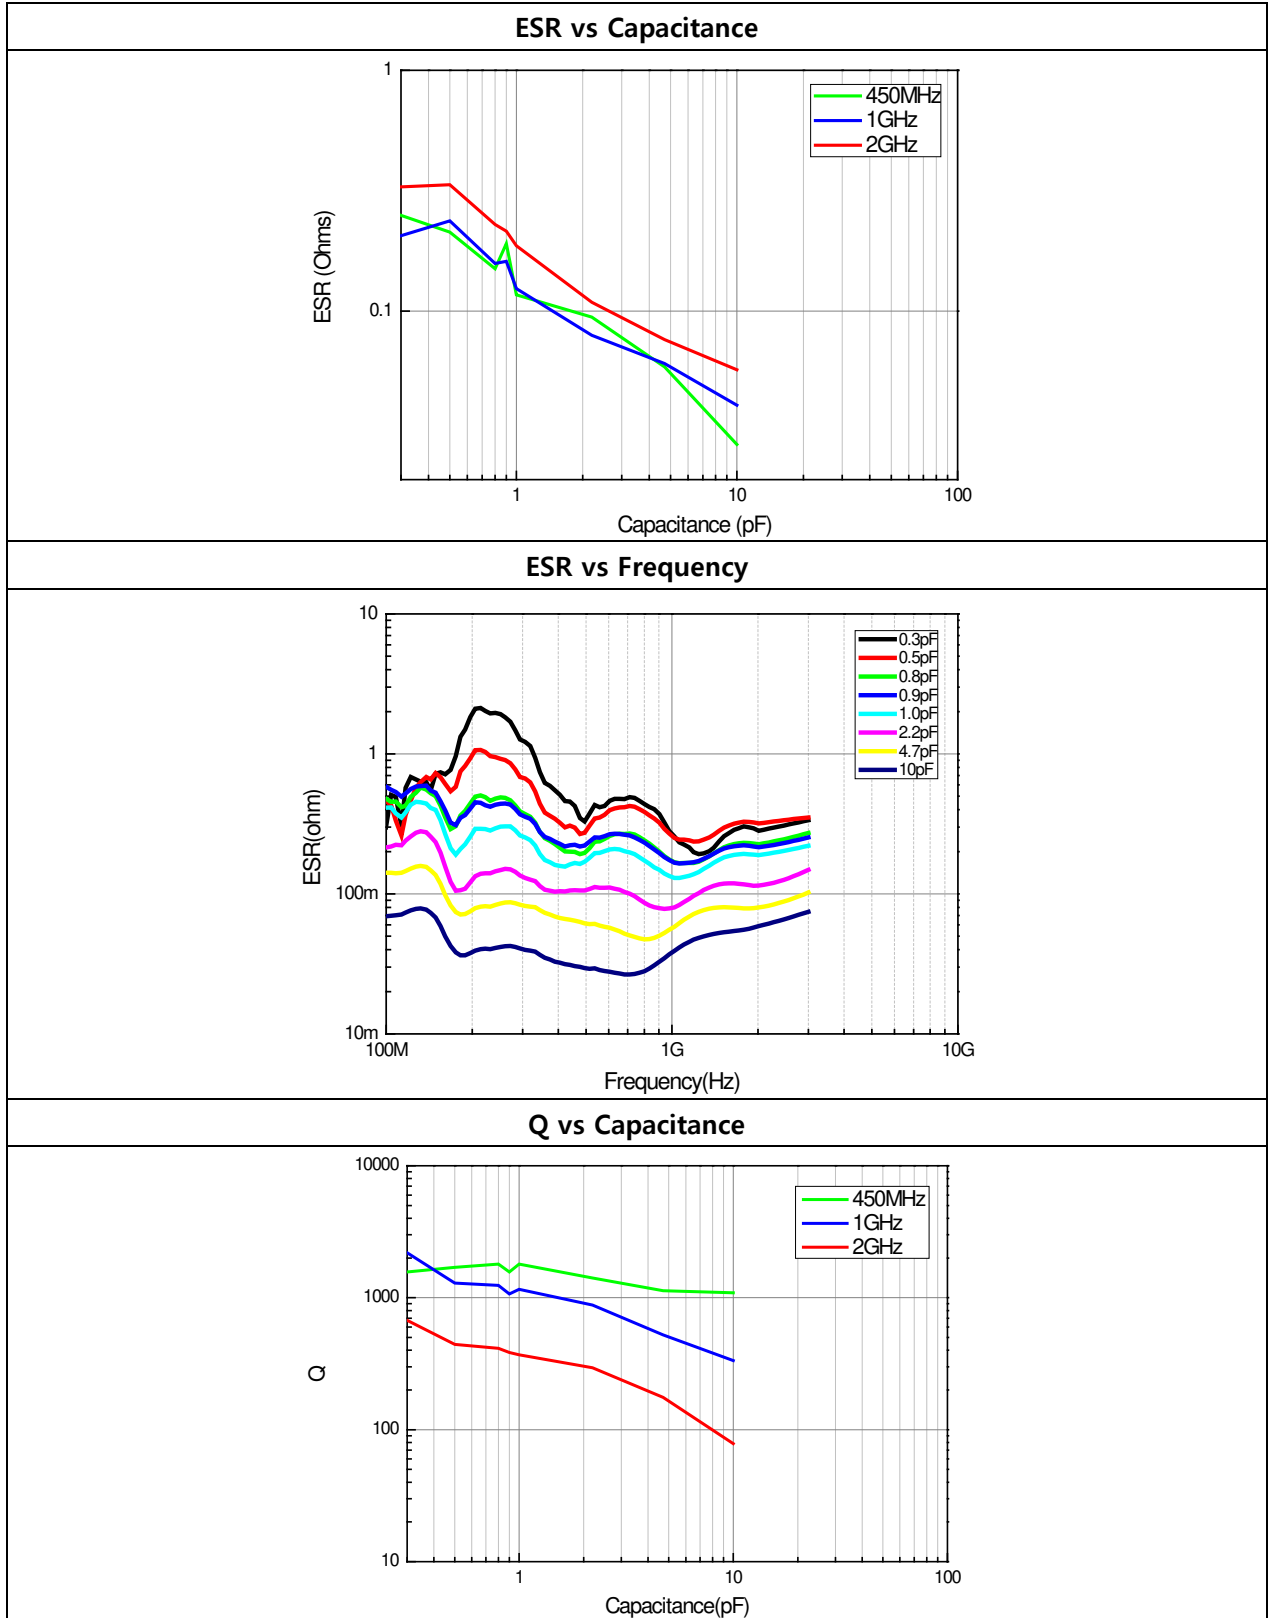 ESR vs Capacitance
1
450MHz
1GHz
2GHz
ESR (Ohms)
0.1
1 10 100
Capacitance (pF)
ESR vs Frequency
10
0.3pF
0.5pF
0.8pF
0.9pF
1.0pF
2.2pF
4.7pF
10pF
1
ESR(ohm)
100m
10m
100M 1G 10G
Frequency(Hz)
Q vs Capacitance
10000
450MHz
1GHz
2GHz
1000
Q
100
10
1 10 100
Capacitance(pF)